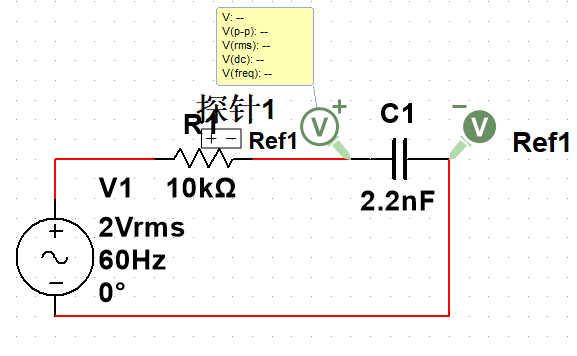 V: --
V(p-p): --
V(rms): --
V(dc): --
V(freq): --
探针1
R1
+ −
Ref1
V
+
C1
−
V
Ref1
V1
10kΩ
2.2nF
2Vrms
60Hz
0°
+
−